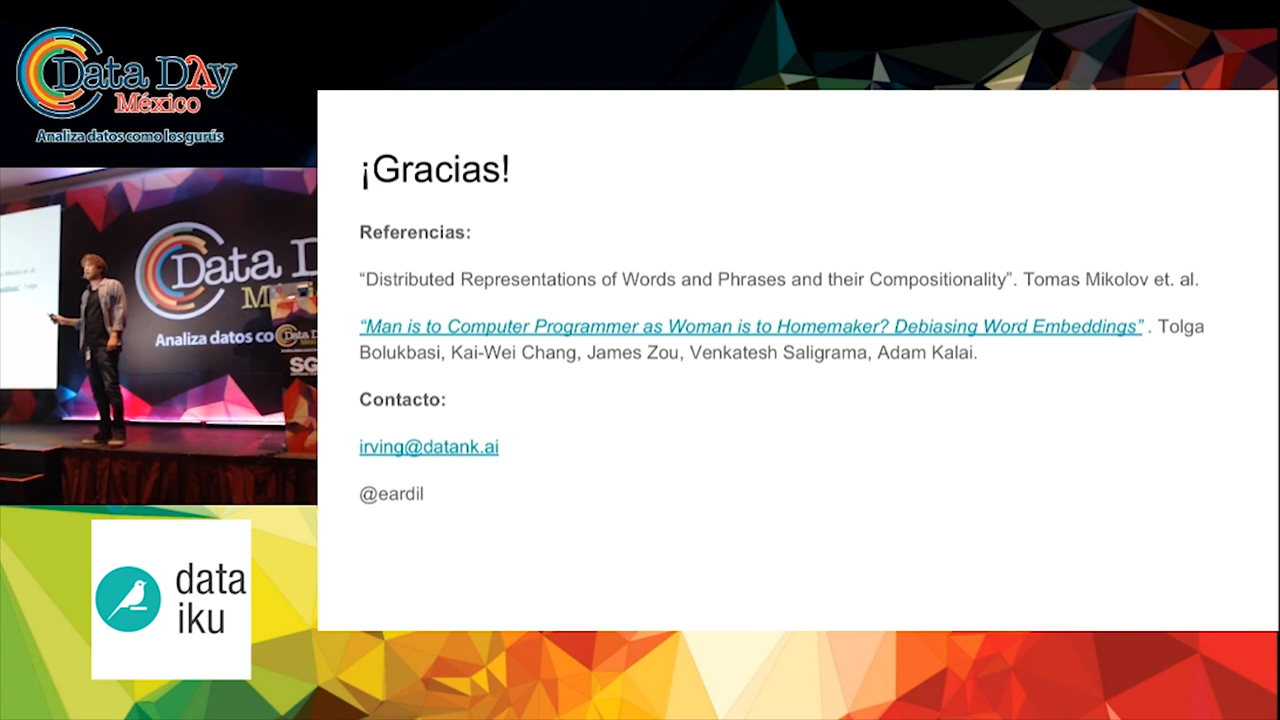 Data Day
México
Analiza datos como los gurús
¡Gracias!
Referencias:
“Distributed Representations of Words and Phrases and their Compositionality”. Tomas Mikolov et. al.
“Man is to Computer Programmer as Woman is to Homemaker? Debiasing Word Embeddings” . Tolga
Bolukbasi, Kai-Wei Chang, James Zou, Venkatesh Saligrama, Adam Kalai.
Contacto:
irving@datank.ai
@eardil
Data D
Analiza datos co
SG
data
iku